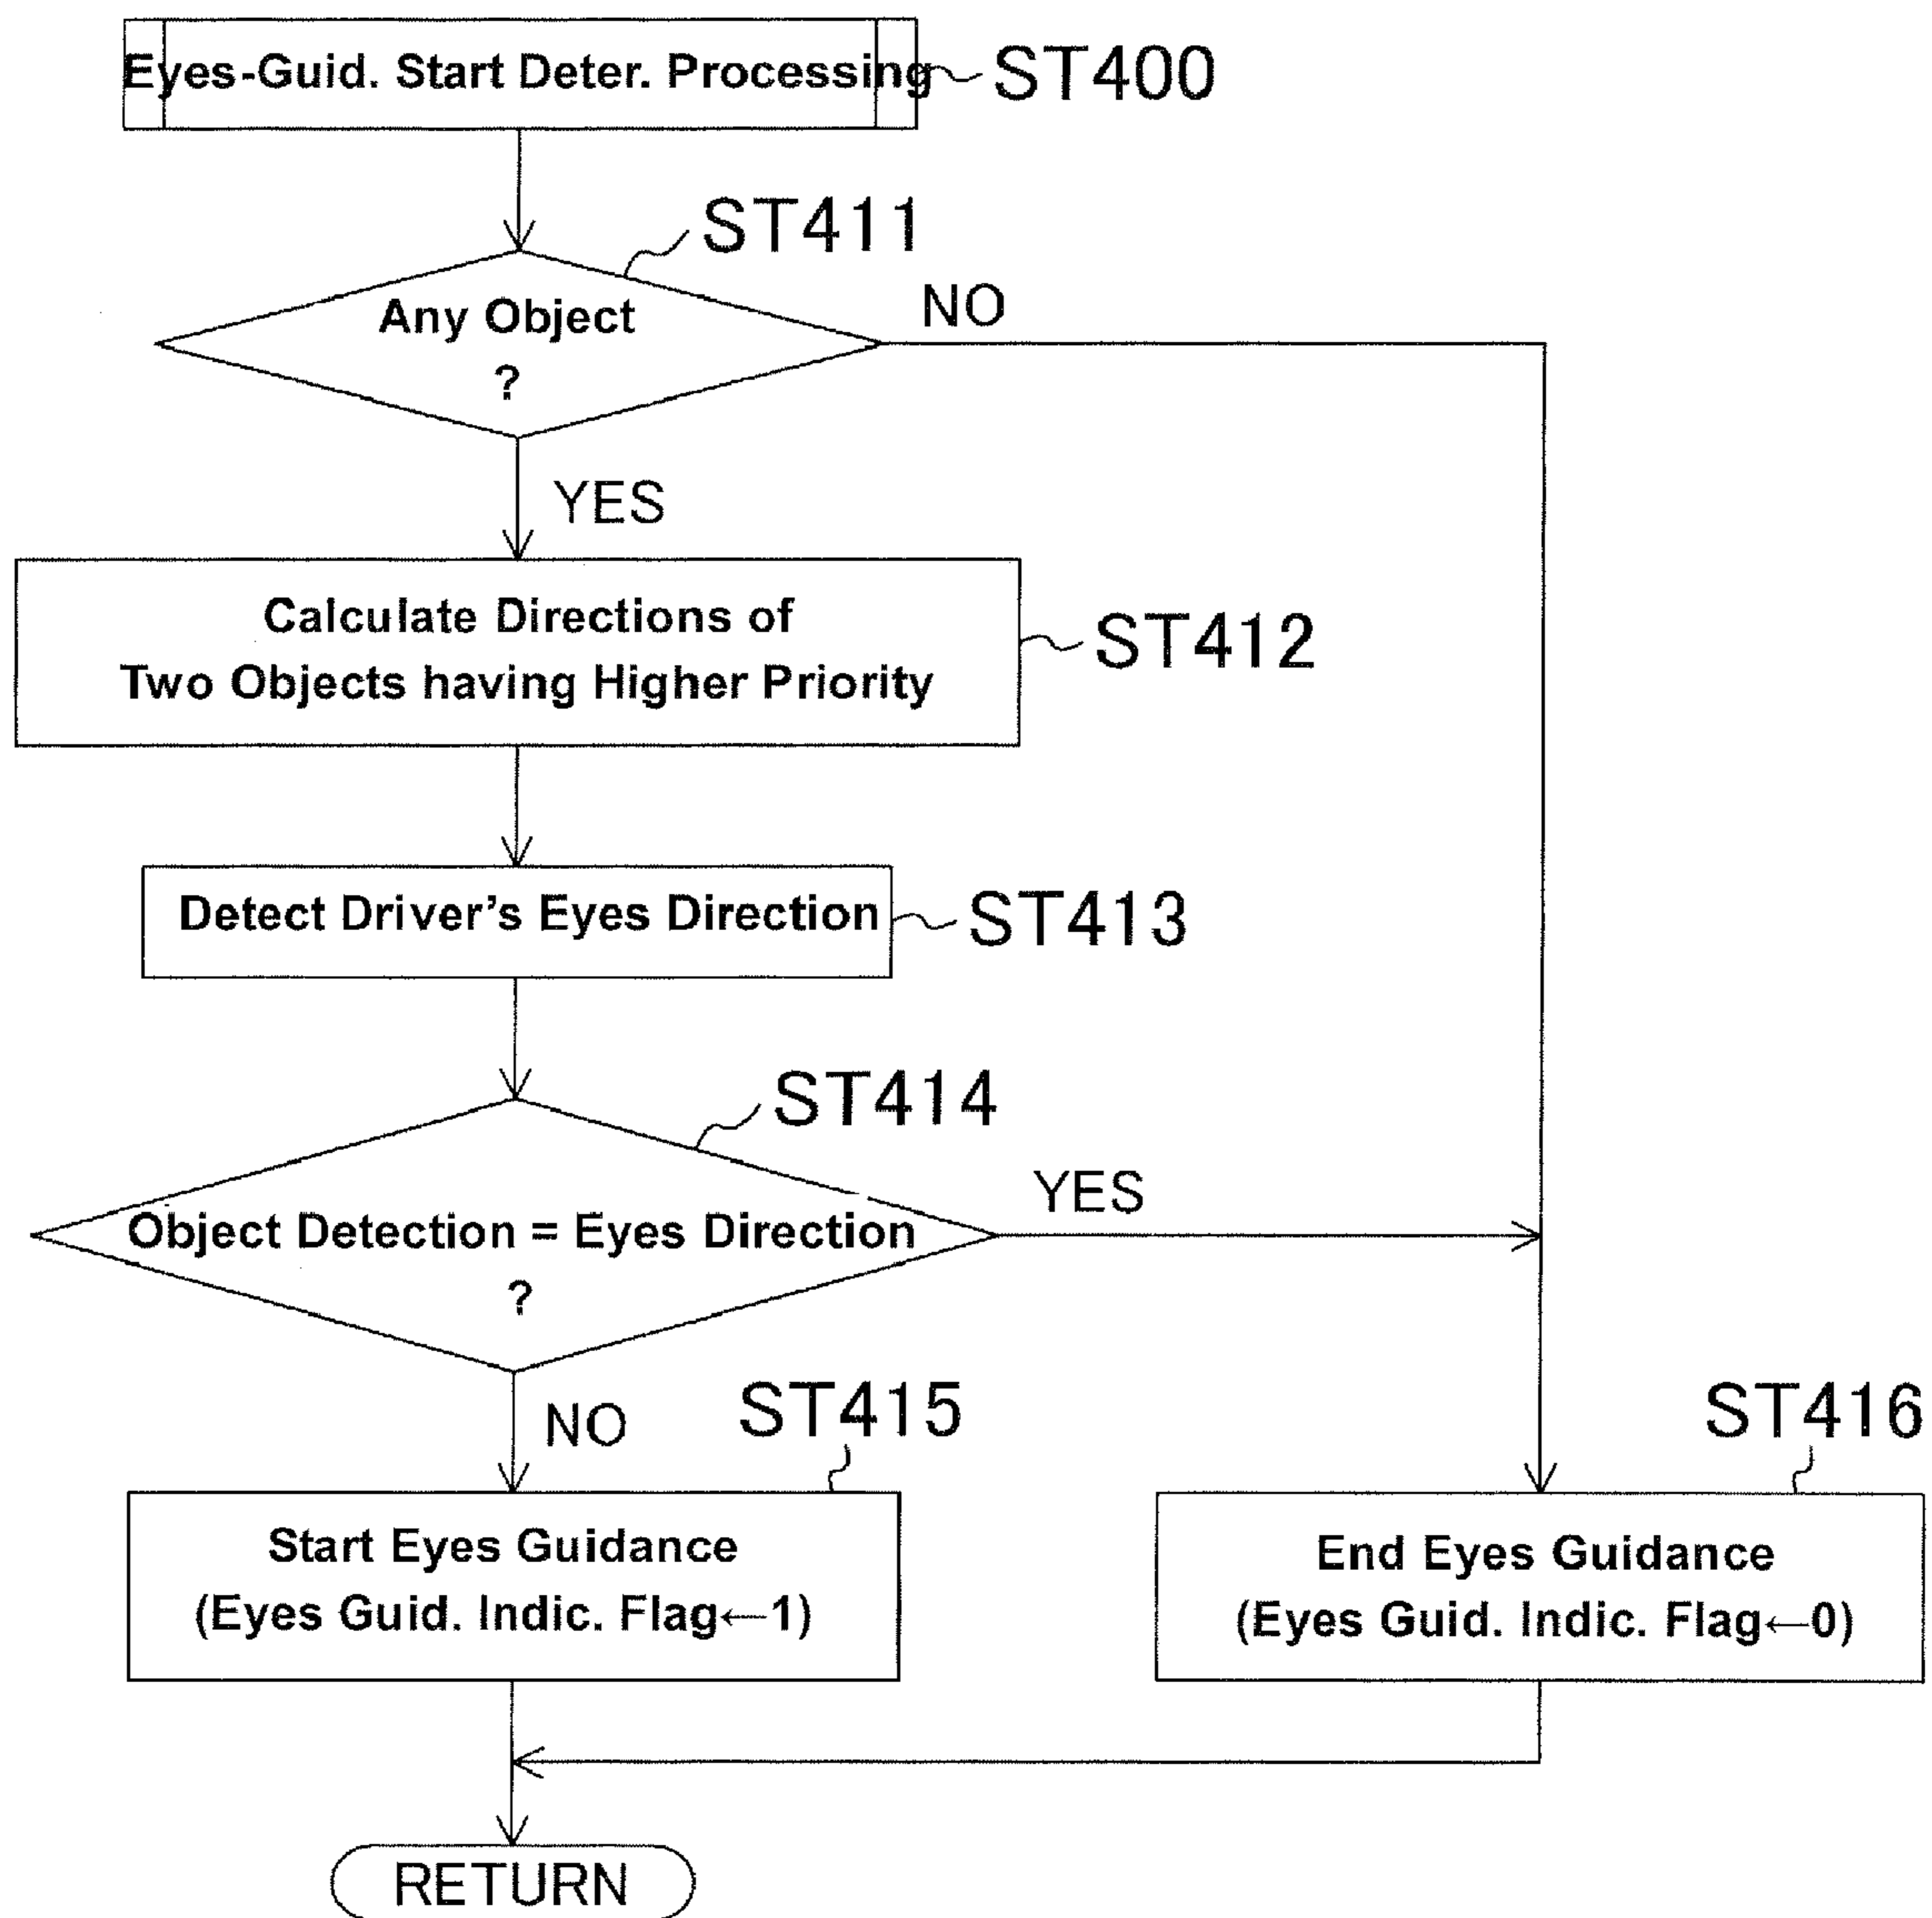 Eyes-Guid. Start Deter. Processing
ST400
ST411
Any Object
?
NO
YES
Calculate Directions of
Two Objects having Higher Priority
ST412
Detect Driver's Eyes Direction
ST413
ST414
Object Detection = Eyes Direction
?
YES
NO
ST415
Start Eyes Guidance
(Eyes Guid. Indic. Flag←1)
ST416
End Eyes Guidance
(Eyes Guid. Indic. Flag←0)
RETURN